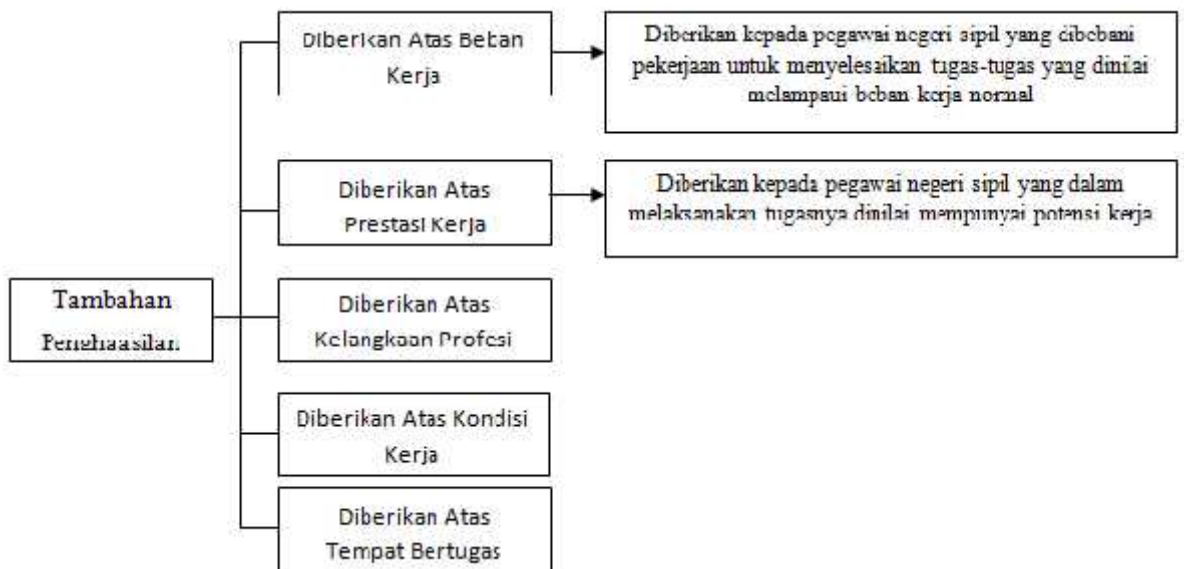 Diberikan Atas Beban
Kerja
Diberikan kepada pegawai negeri sipil yang dibebani
pekerjaan untuk menyelesaikan tugas-tugas yang dinilai
melampaui beban kerja normal
Diberikan Atas
Prestasi Kerja
Diberikan kepada pegawai negeri sipil yang dalam
melaksanakan tugasnya dinilai mempunyai potensi kerja
Tambahan
Penghaasilan
Diberikan Atas
Kelangkaan Profesi
Diberikan Atas Kondisi
Kerja
Diberikan Atas
Tempat Bertugas